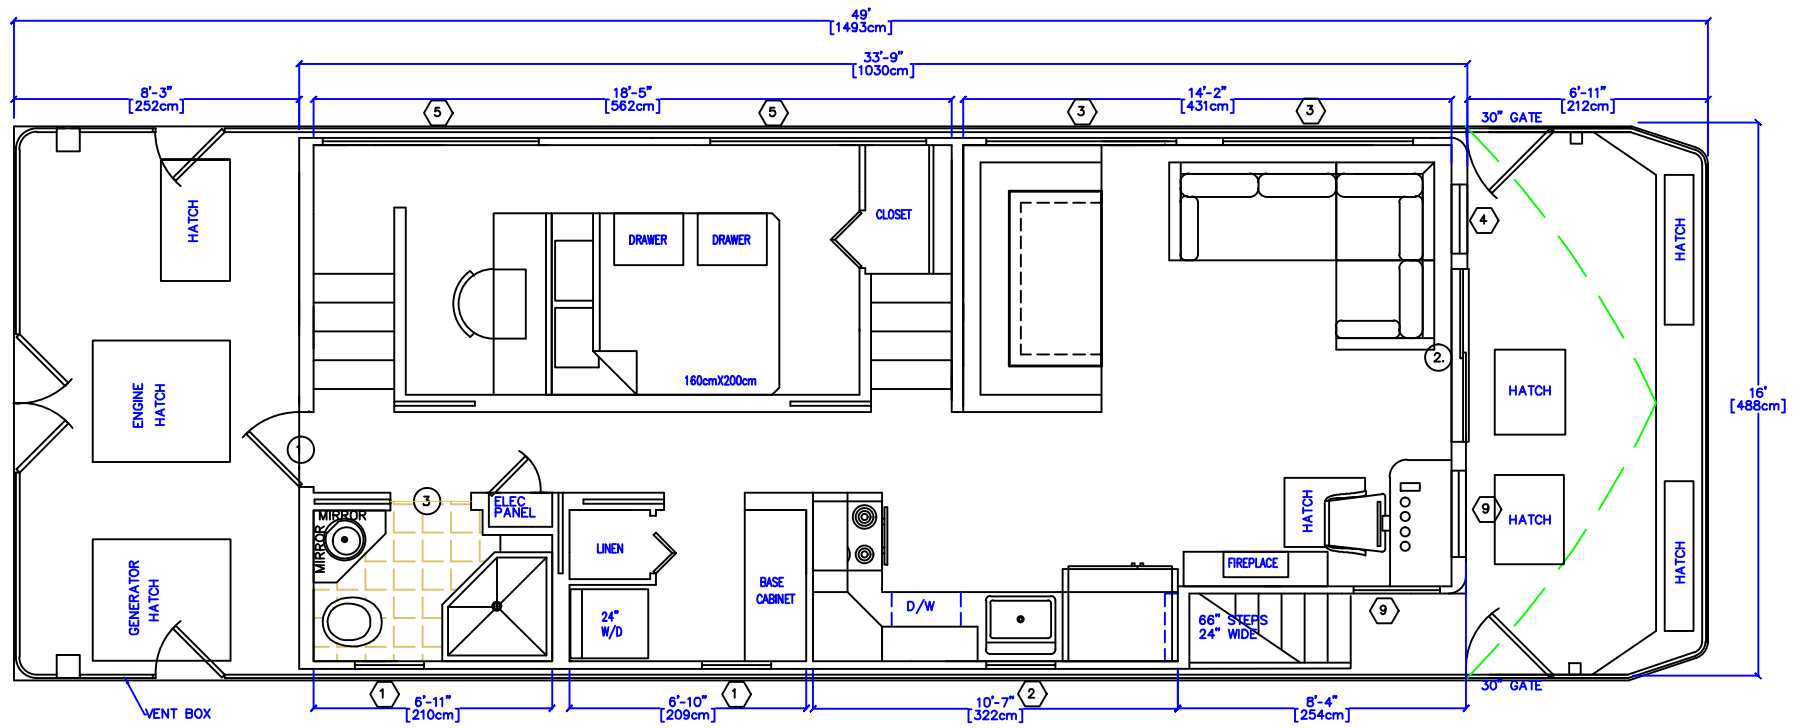 49'
[1493cm]
33'-9"
[1030cm]
8'-3"
[252cm]
18'-5"
[562cm]
14'-2"
[431cm]
6'-11"
[212cm]
5
5
3
3
30" GATE
HATCH
CLOSET
DRAWER
DRAWER
4
HATCH
160cmX200cm
2.
ENGINE
HATCH
HATCH
16'
[488cm]
1
3
ELEC
PANEL
MIRROR
MIRROR
LINEN
HATCH
9
HATCH
HATCH
FIREPLACE
GENERATOR
HATCH
BASE
CABINET
24"
W/D
D/W
66" STEPS
24" WIDE
9
30" GATE
1
1
2
6'-11"
[210cm]
6'-10"
[209cm]
10'-7"
[322cm]
8'-4"
[254cm]
VENT BOX